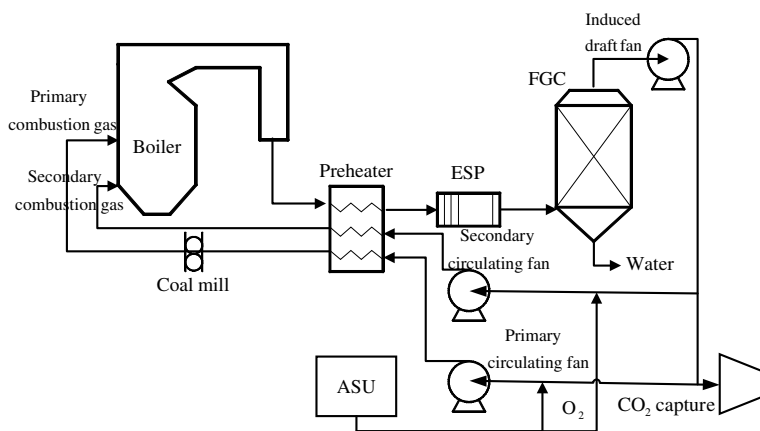 Induced
draft fan
FGC
Primary
combustion gas
Boiler
Preheater
ESP
Secondary
combustion gas
Secondary
circulating fan
Water
Coal mill
Primary
circulating fan
ASU
O₂
CO₂ capture